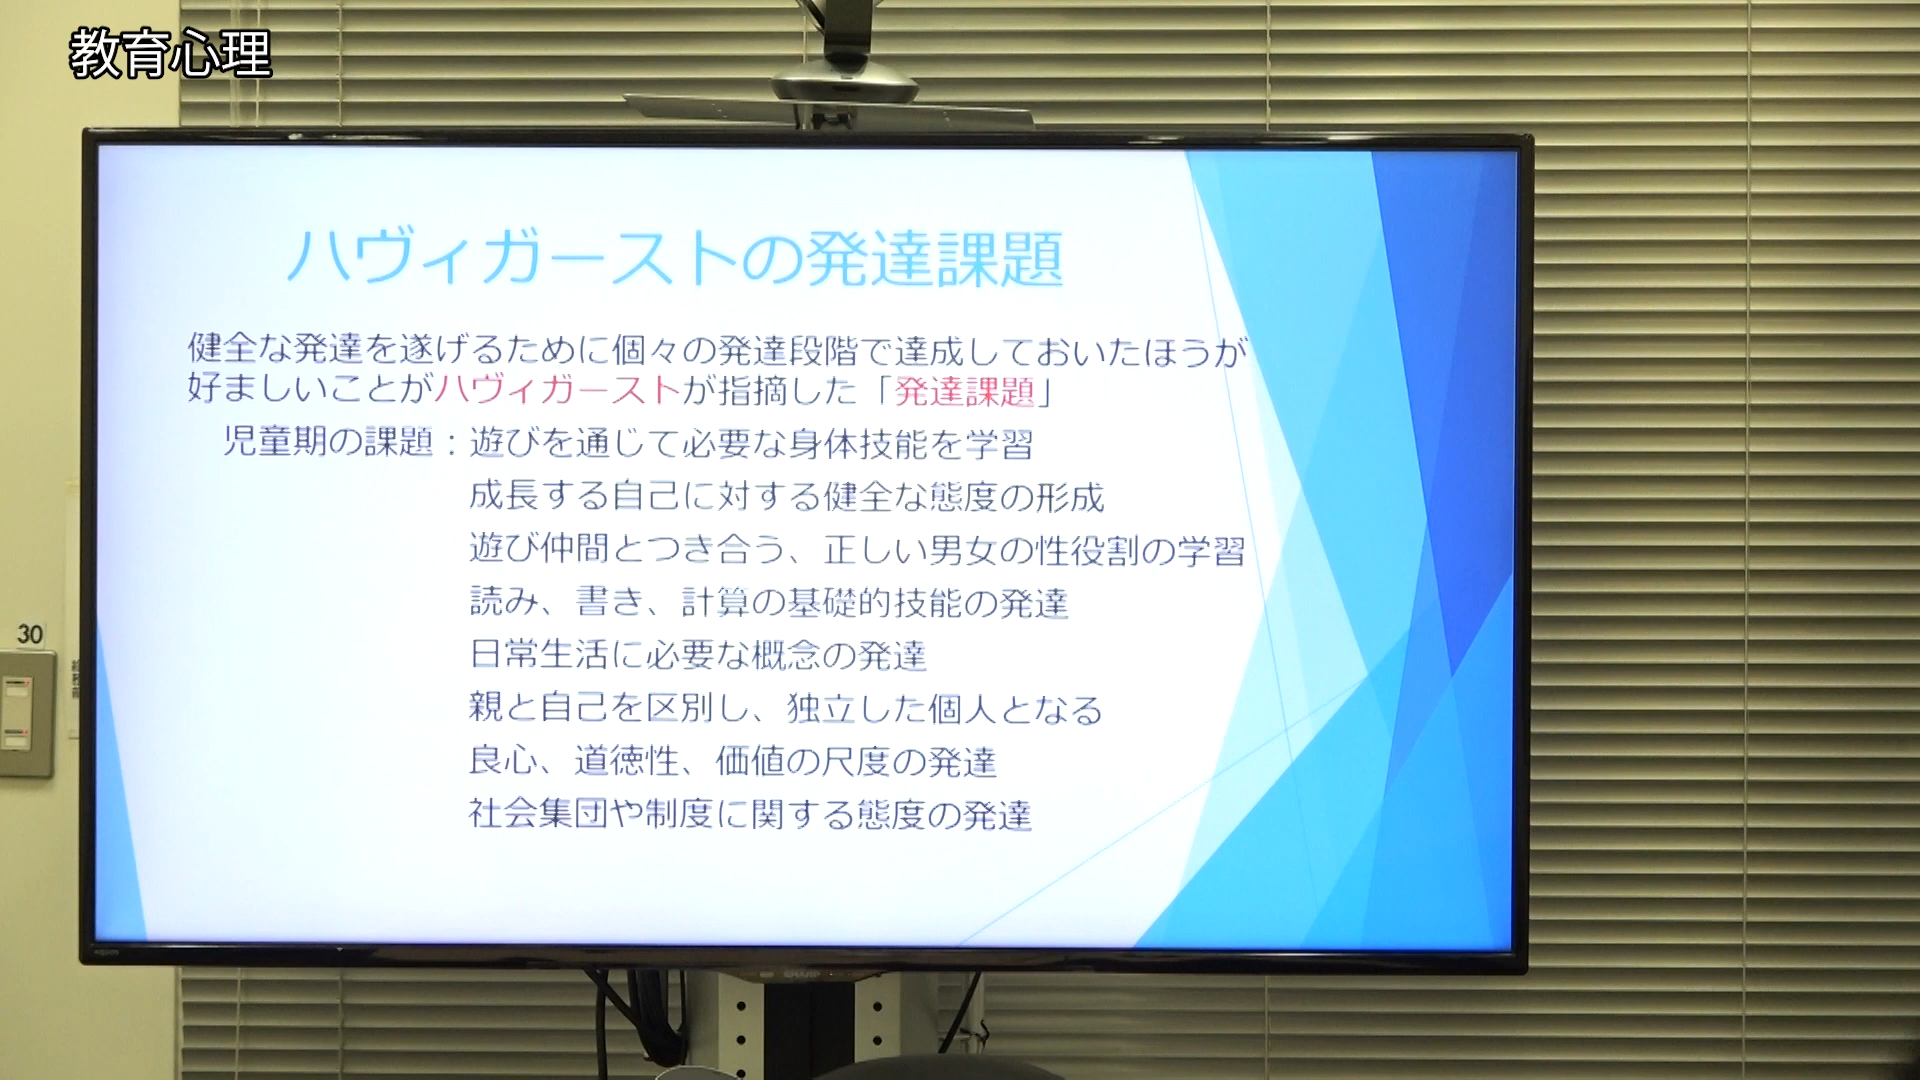 教育心理
ハヴィガーストの発達課題
健全な発達を遂げるために個々の発達段階で達成しておいたほうが
好ましいことがハヴィガーストが指摘した「発達課題」
児童期の課題：遊びを通じて必要な身体技能を学習
成長する自己に対する健全な態度の形成
遊び仲間とつき合う、正しい男女の性役割の学習
読み、書き、計算の基礎的技能の発達
日常生活に必要な概念の発達
親と自己を区別し、独立した個人となる
良心、道徳性、価値の尺度の発達
社会集団や制度に関する態度の発達
30